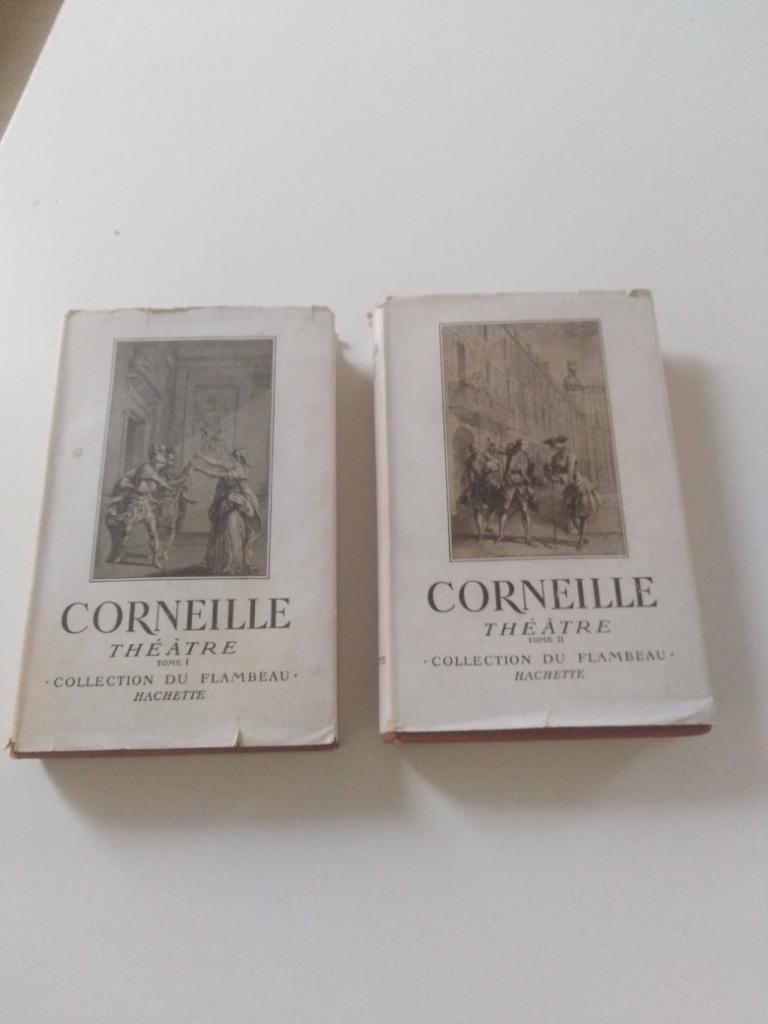 CORNEILLE
THÉÂTRE
TOME I
·COLLECTION DU FLAMBEAU·
HACHETTE
CORNEILLE
THÉÂTRE
TOME II
·COLLECTION DU FLAMBEAU·
HACHETTE